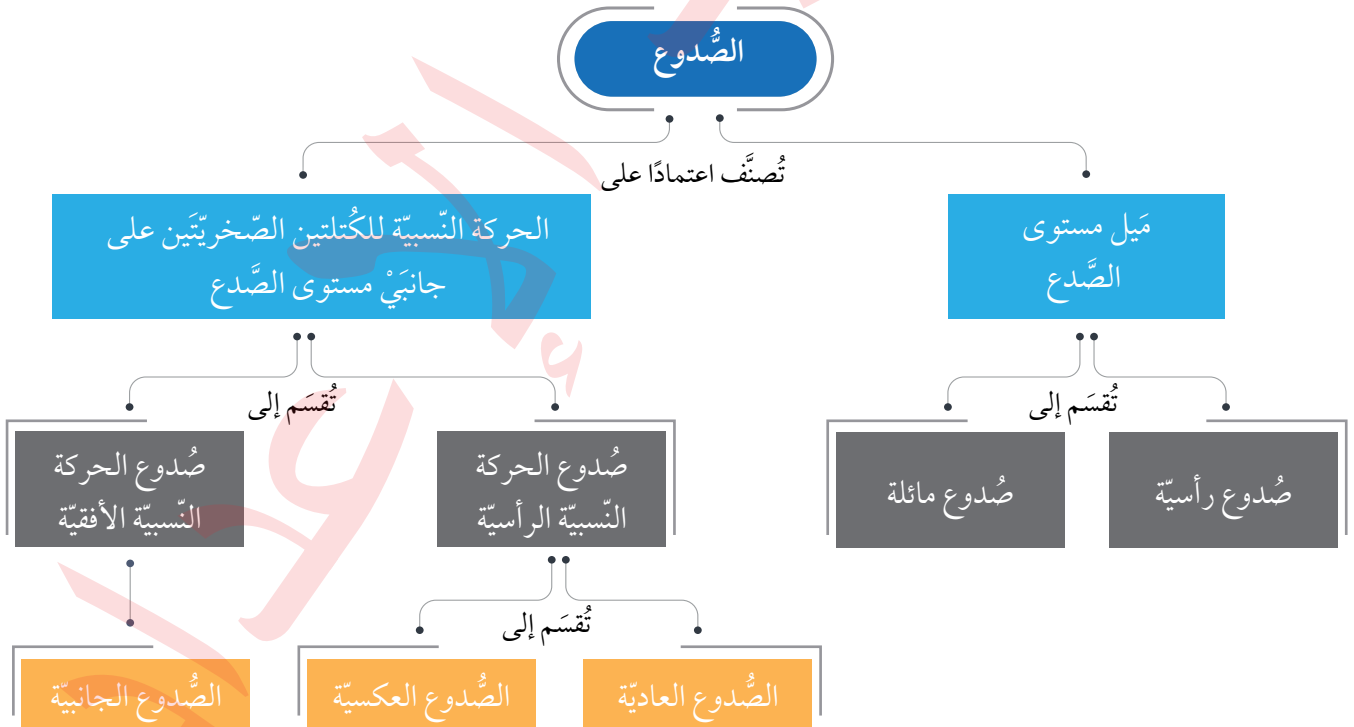 الصُّدوع
تُصنَّف اعتمادًا على
مَيل مستوى
الصَّدع
الحركة النّسبيّة للكُتلتين الصّخريّتَين على
جانبَيْ مستوى الصَّدع
تُقسَم إلى
تُقسَم إلى
صُدوع رأسيّة
صُدوع مائلة
صُدوع الحركة
النّسبيّة الرأسيّة
صُدوع الحركة
النّسبيّة الأفقيّة
تُقسَم إلى
الصُّدوع العاديّة
الصُّدوع العكسيّة
الصُّدوع الجانبيّة